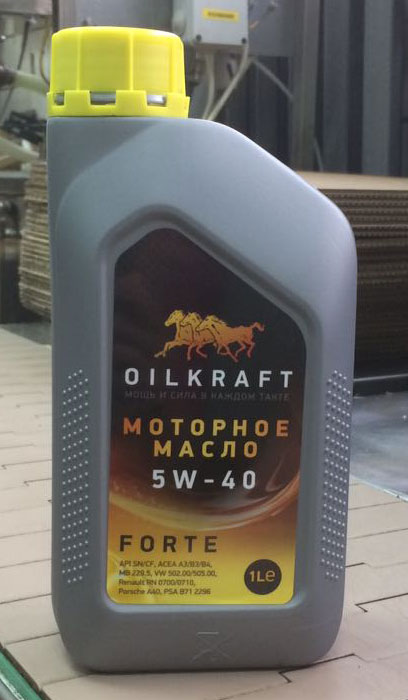 OILKRAFT
МОЩЬ И СИЛА В КАЖДОМ ТАКТЕ
МОТОРНОЕ
МАСЛО
5W-40
FORTE
API SN/CF, ACEA A3/B3/B4,
MB 229.5, VW 502.00/505.00,
Renault RN 0700/0710,
Porsche A40, PSA B71 2296
1Le